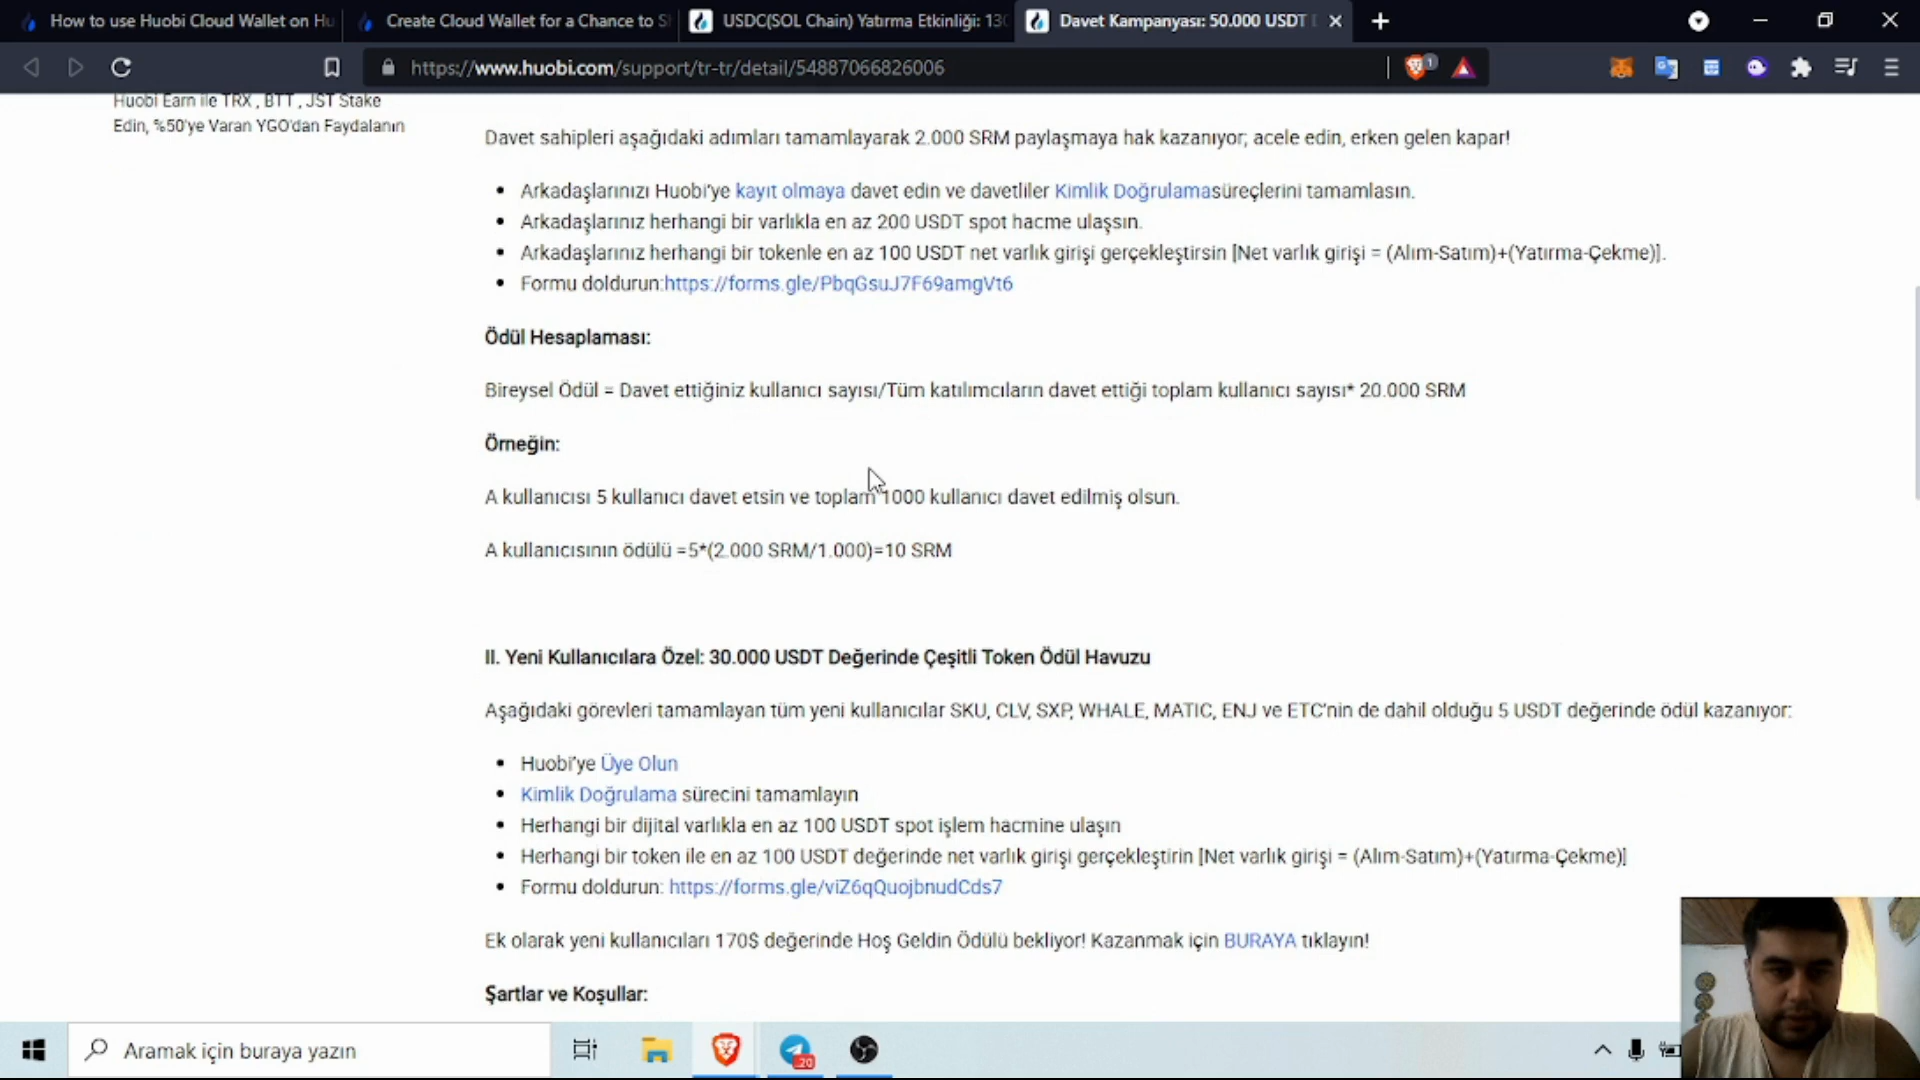 How to use Huobi Cloud Wallet on Hu
Create Cloud Wallet for a Chance to S
USDC(SOL Chain) Yatırma Etkinliği: 130
Davet Kampanyası: 50.000 USDT D
https://www.huobi.com/support/tr-tr/detail/54887066826006
1
Huobi Earn ile TRX , BTT , JST Stake
Edin, %50'ye Varan YGO'dan Faydalanın
Davet sahipleri aşağıdaki adımları tamamlayarak 2.000 SRM paylaşmaya hak kazanıyor; acele edin, erken gelen kapar!
• Arkadaşlarınızı Huobi'ye kayıt olmaya davet edin ve davetliler Kimlik Doğrulamasüreçlerini tamamlasın.
• Arkadaşlarınız herhangi bir varlıkla en az 200 USDT spot hacme ulaşsın.
• Arkadaşlarınız herhangi bir tokenle en az 100 USDT net varlık girişi gerçekleştirsin [Net varlık girişi = (Alım-Satım)+(Yatırma-Çekme)].
• Formu doldurun:https://forms.gle/PbqGsuJ7F69amgVt6
Ödül Hesaplaması:
Bireysel Ödül = Davet ettiğiniz kullanıcı sayısı/Tüm katılımcıların davet ettiği toplam kullanıcı sayısı* 20.000 SRM
Örneğin:
A kullanıcısı 5 kullanıcı davet etsin ve toplam 1000 kullanıcı davet edilmiş olsun.
A kullanıcısının ödülü =5*(2.000 SRM/1.000)=10 SRM
II. Yeni Kullanıcılara Özel: 30.000 USDT Değerinde Çeşitli Token Ödül Havuzu
Aşağıdaki görevleri tamamlayan tüm yeni kullanıcılar SKU, CLV, SXP, WHALE, MATIC, ENJ ve ETC'nin de dahil olduğu 5 USDT değerinde ödül kazanıyor:
• Huobi'ye Üye Olun
• Kimlik Doğrulama sürecini tamamlayın
• Herhangi bir dijital varlıkla en az 100 USDT spot işlem hacmine ulaşın
• Herhangi bir token ile en az 100 USDT değerinde net varlık girişi gerçekleştirin [Net varlık girişi = (Alım-Satım)+(Yatırma-Çekme)]
• Formu doldurun: https://forms.gle/viZ6qQuojbnudCds7
Ek olarak yeni kullanıcıları 170$ değerinde Hoş Geldin Ödülü bekliyor! Kazanmak için BURAYA tıklayın!
Şartlar ve Koşullar:
Aramak için buraya yazın
20